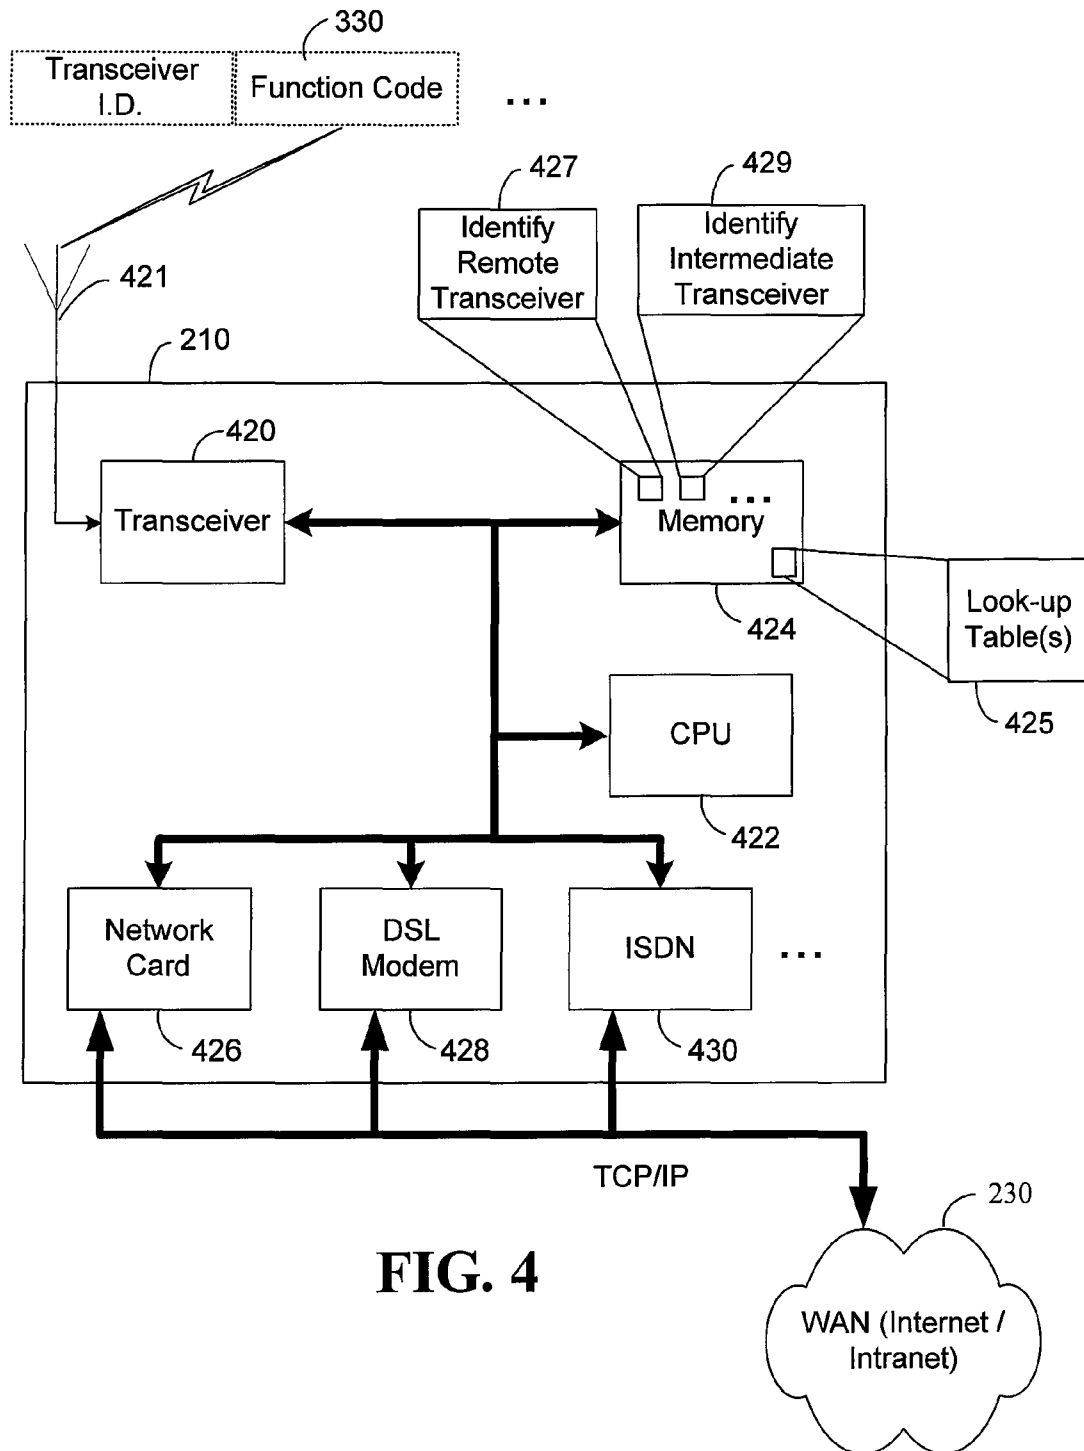 330
Transceiver
I.D.
Function Code
...
427
429
Identify
Remote
Transceiver
Identify
Intermediate
Transceiver
421
210
420
Transceiver
...
Memory
424
Look-up
Table(s)
425
CPU
422
Network
Card
DSL
Modem
ISDN
...
426
428
430
TCP/IP
230
FIG. 4
WAN (Internet /
Intranet)